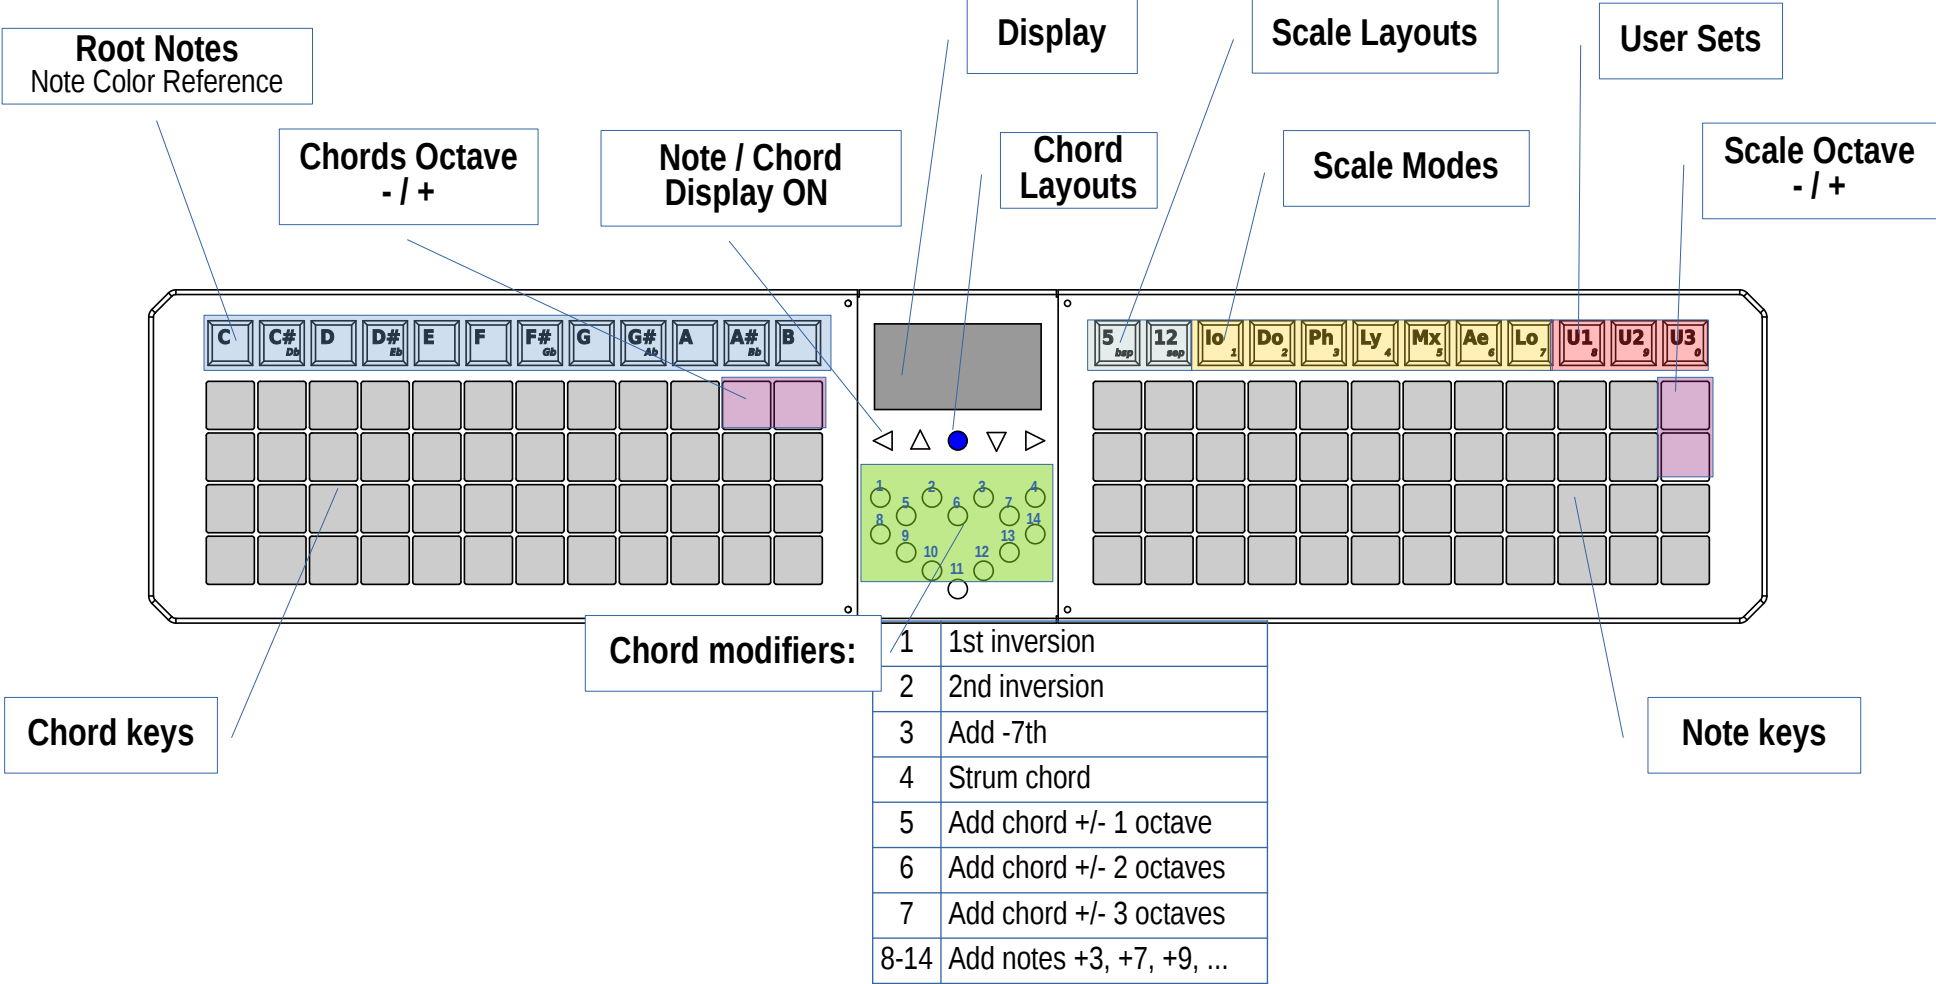 Display
Scale Layouts
User Sets
Root Notes
Note Color Reference
Chords Octave
- / +
Note / Chord
Display ON
Chord
Layouts
Scale Modes
Scale Octave
- / +
C C# Db D D# Eb E F F# Gb G G# Ab A A# Bb B
5 bsp 12 sep Io 1 Do 2 Ph 3 Ly 4 Mx 5 Ae 6 Lo 7 U1 8 U2 9 U3 0
1 2 3 4
5 6 7
8 14
9 13
10 12
11
Chord modifiers:
1 1st inversion
2 2nd inversion
3 Add -7th
4 Strum chord
5 Add chord +/- 1 octave
6 Add chord +/- 2 octaves
7 Add chord +/- 3 octaves
8-14 Add notes +3, +7, +9, ...
Chord keys
Note keys